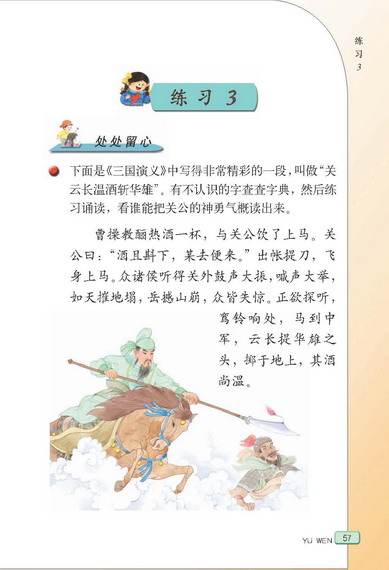 练习3
练习 3
处处留心
下面是《三国演义》中写得非常精彩的一段，叫做“关
云长温酒斩华雄”。有不认识的字查查字典，然后练
习诵读，看谁能把关公的神勇气概读出来。
曹操教酾热酒一杯，与关公饮了上马。关
公曰：“酒且斟下，某去便来。”出帐提刀，飞
身上马。众诸侯听得关外鼓声大振，喊声大举，
如天摧地塌，岳撼山崩，众皆失惊。正欲探听，
鸾铃响处，马到中
军，云长提华雄之
头，掷于地上，其酒
尚温。
YU WEN 57